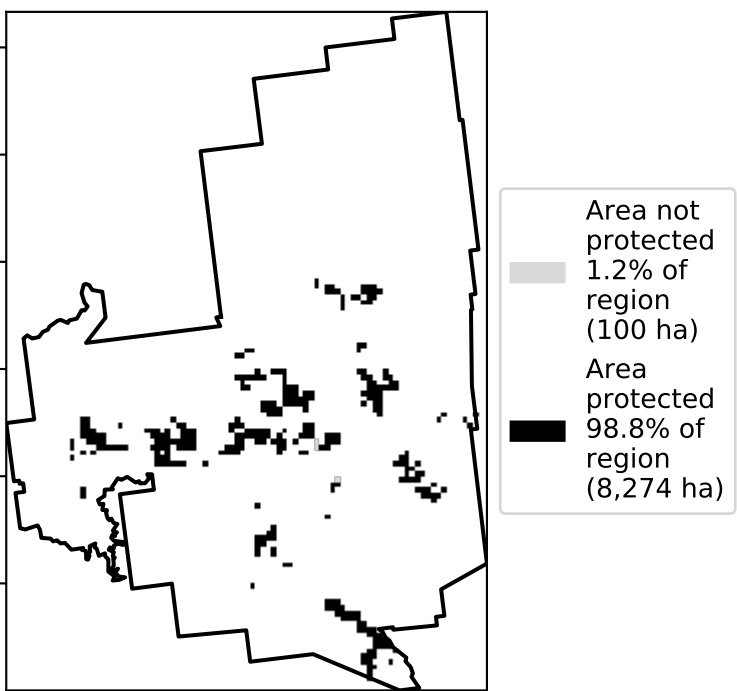 Area not
protected
1.2% of
region
(100 ha)
Area
protected
98.8% of
region
(8,274 ha)